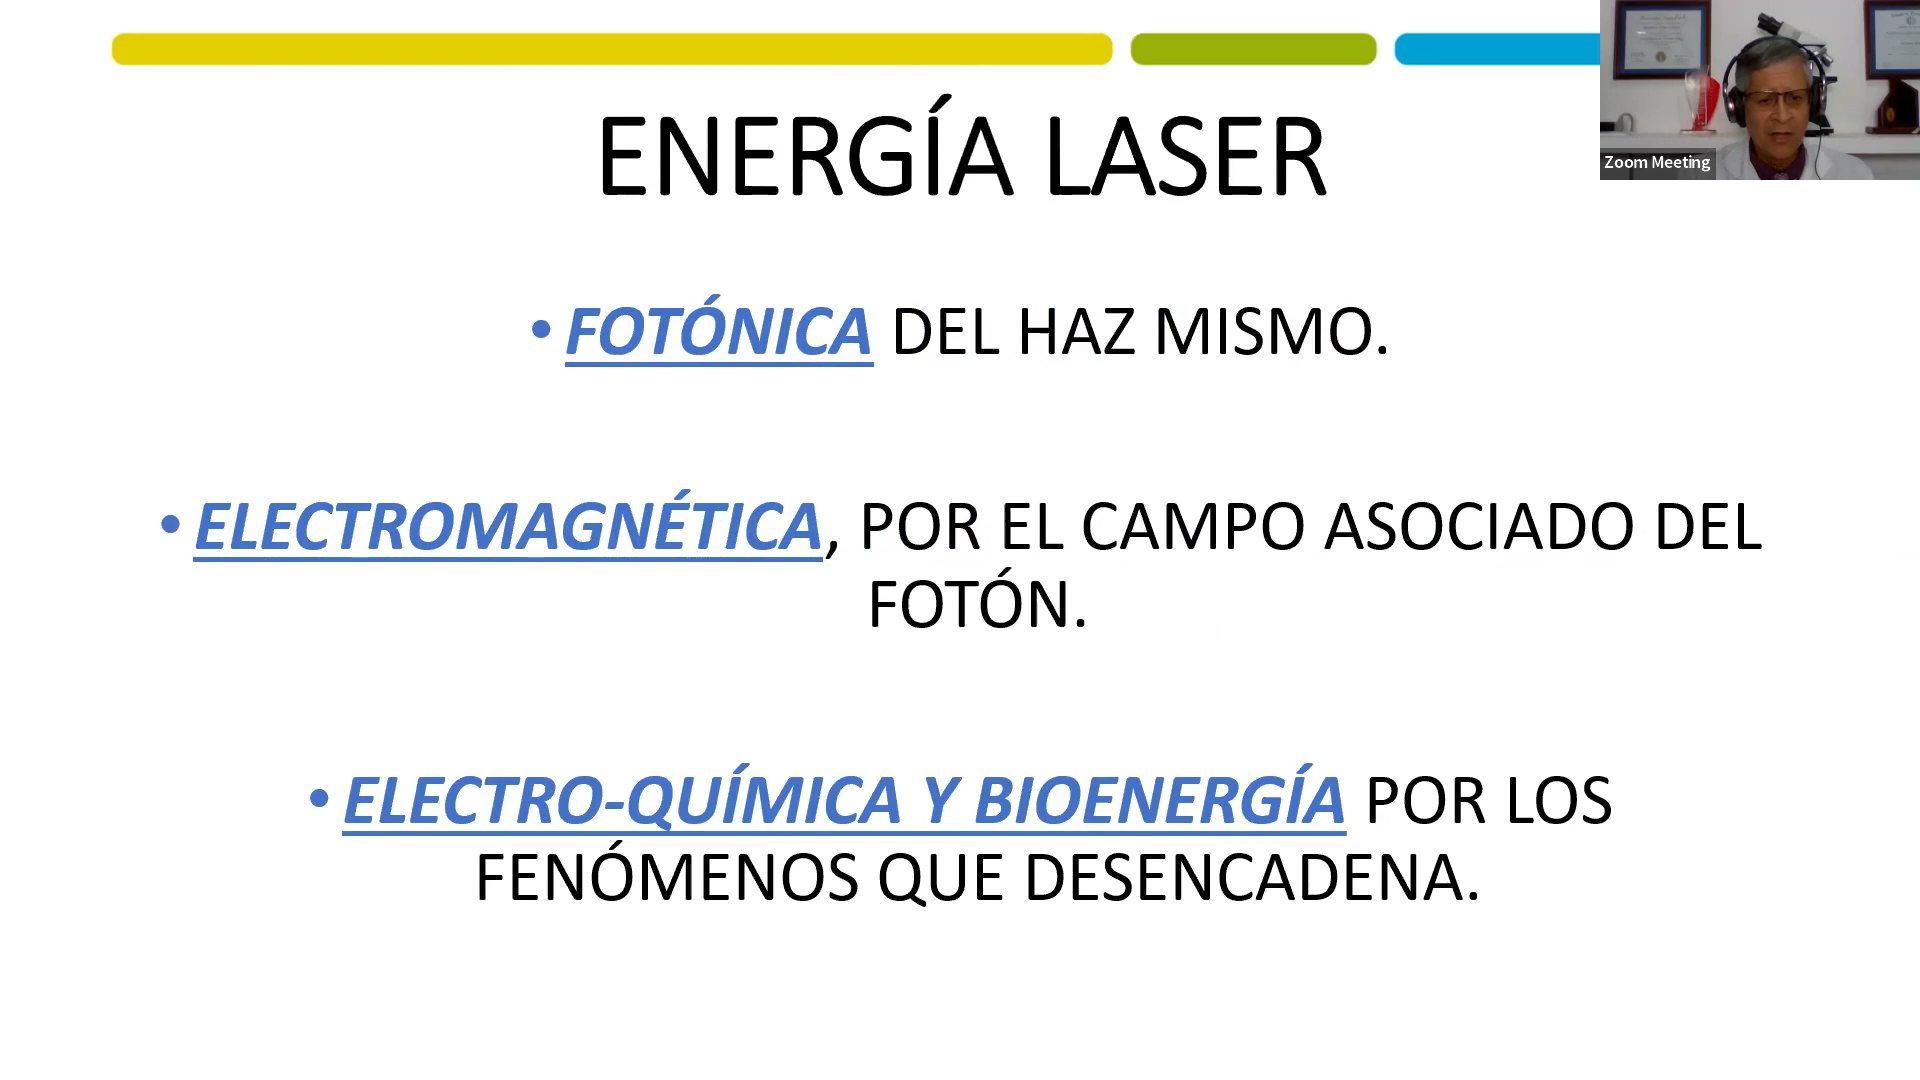 ENERGÍA LASER
Zoom Meeting
• FOTÓNICA DEL HAZ MISMO.
• ELECTROMAGNÉTICA, POR EL CAMPO ASOCIADO DEL
FOTÓN.
• ELECTRO-QUÍMICA Y BIOENERGÍA POR LOS
FENÓMENOS QUE DESENCADENA.